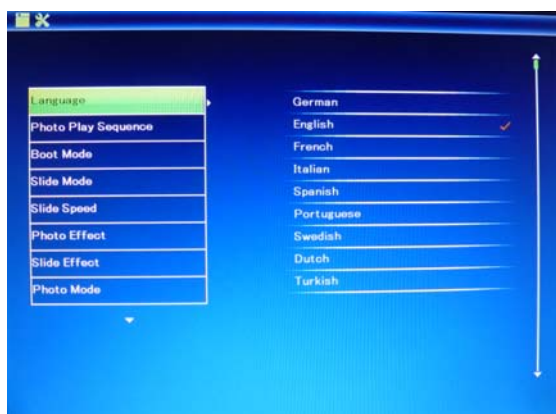 Language
Photo Play Sequence
Boot Mode
Slide Mode
Slide Speed
Photo Effect
Slide Effect
Photo Mode
German
English
French
Italian
Spanish
Portuguese
Swedish
Dutch
Turkish